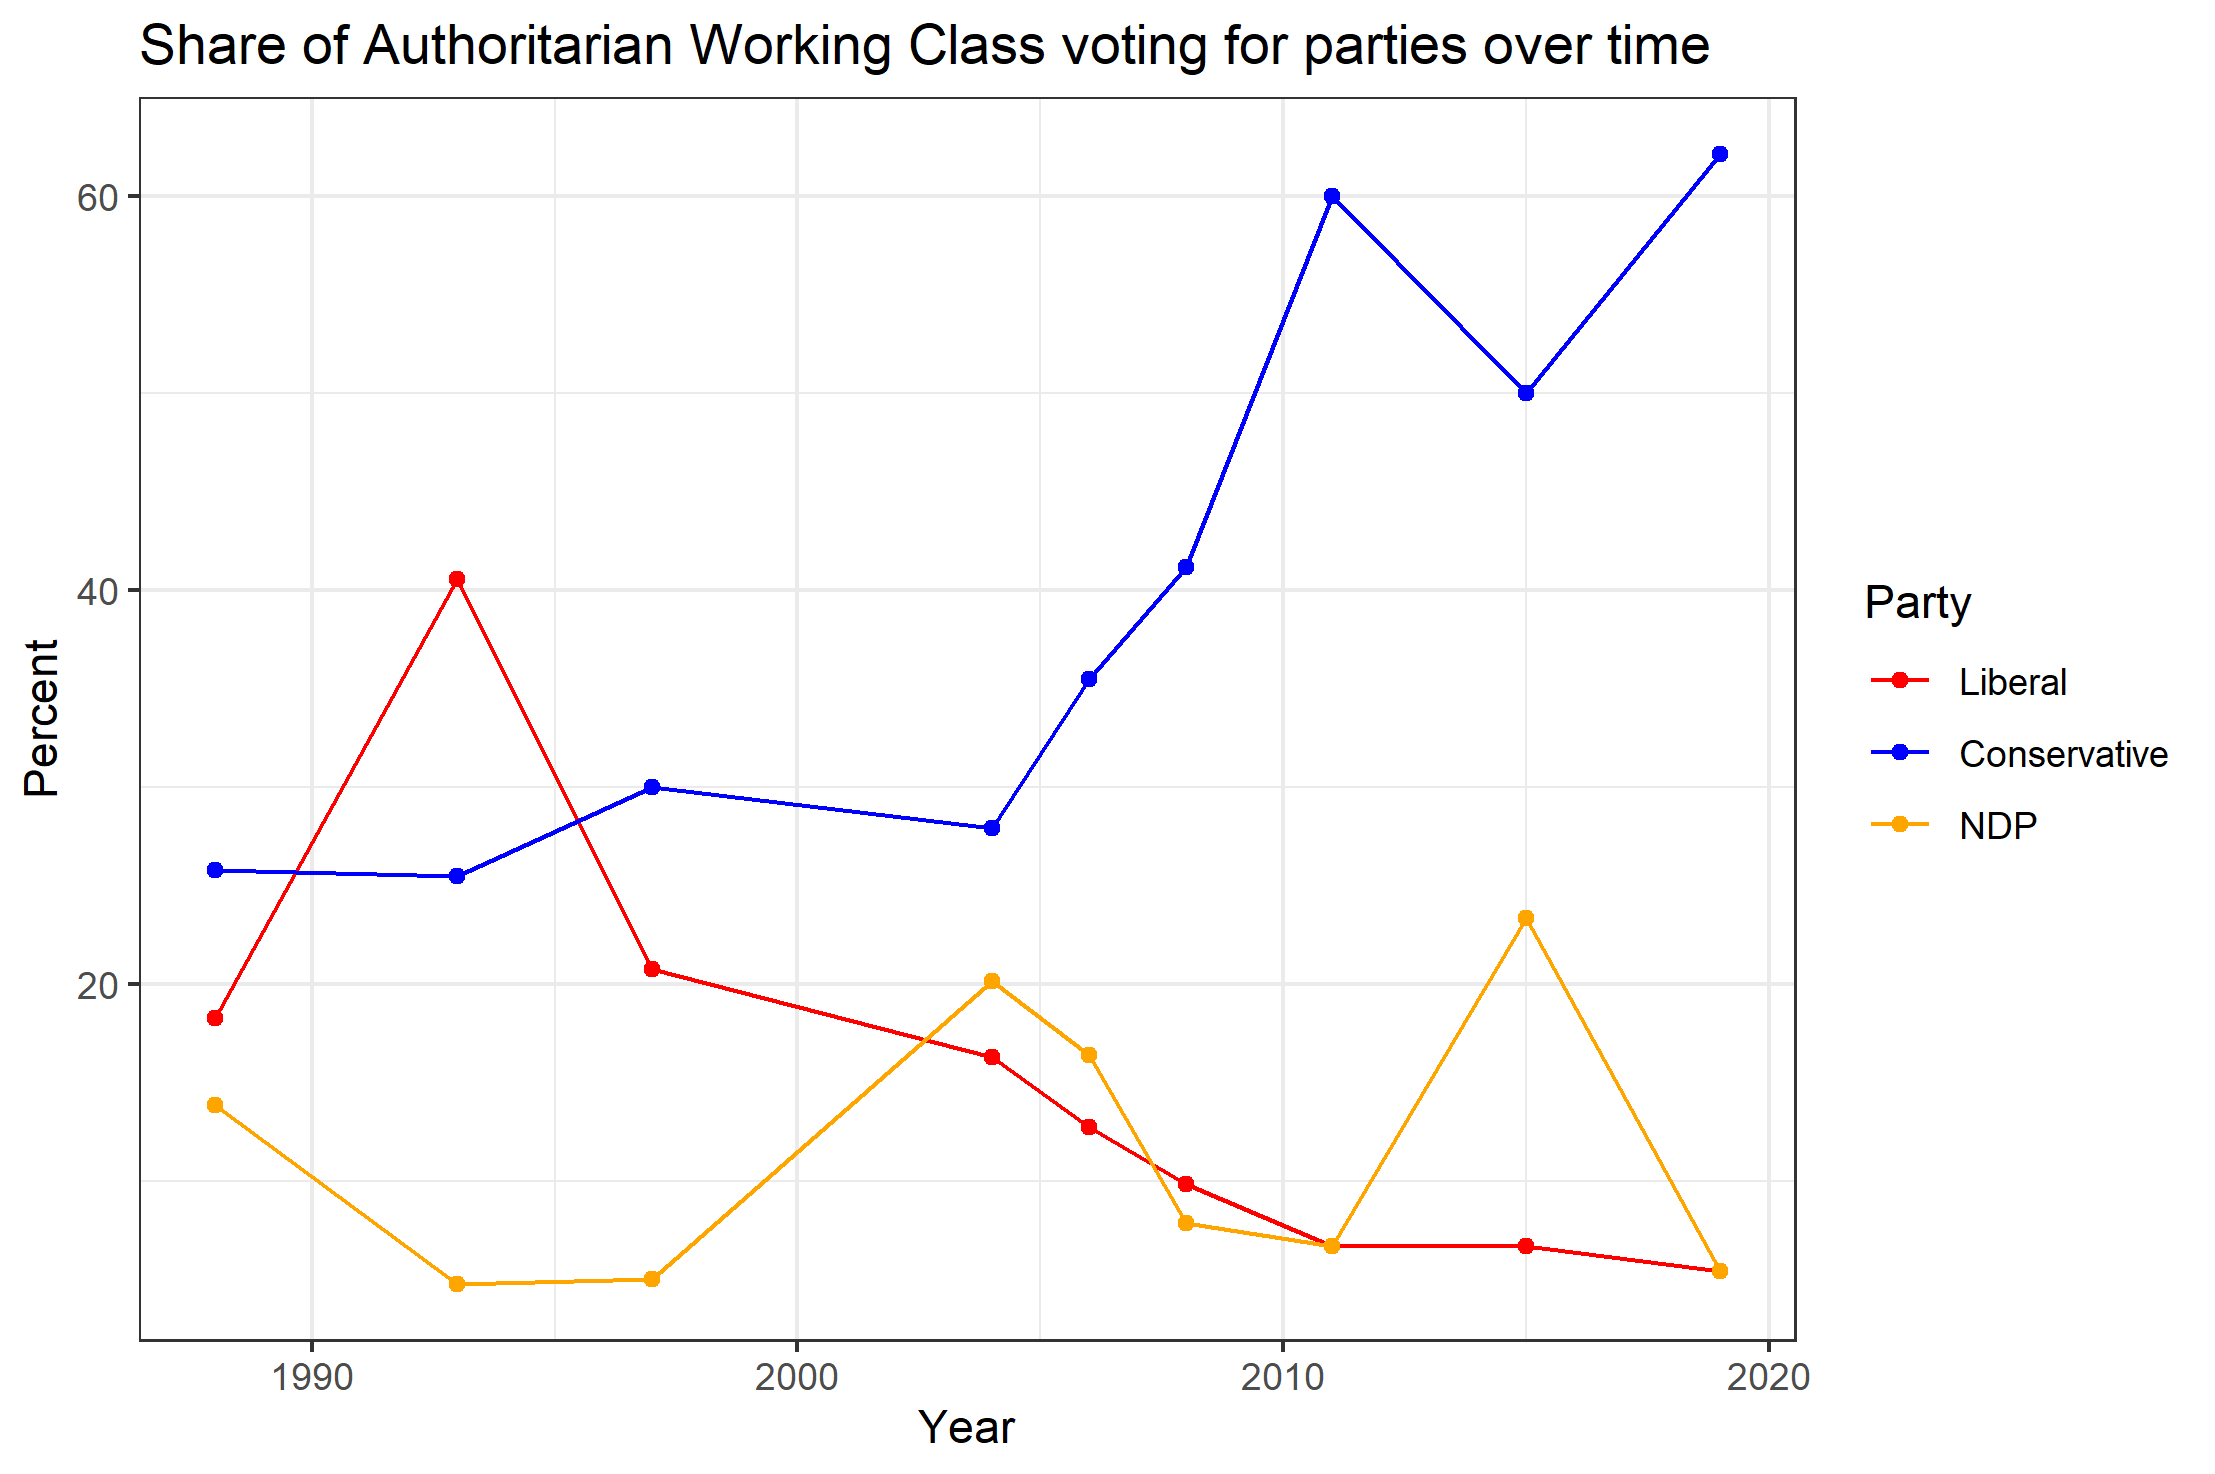 Share of Authoritarian Working Class voting for parties over time
60
40
20
Percent
1990 2000 2010 2020
Year
Party
Liberal
Conservative
NDP